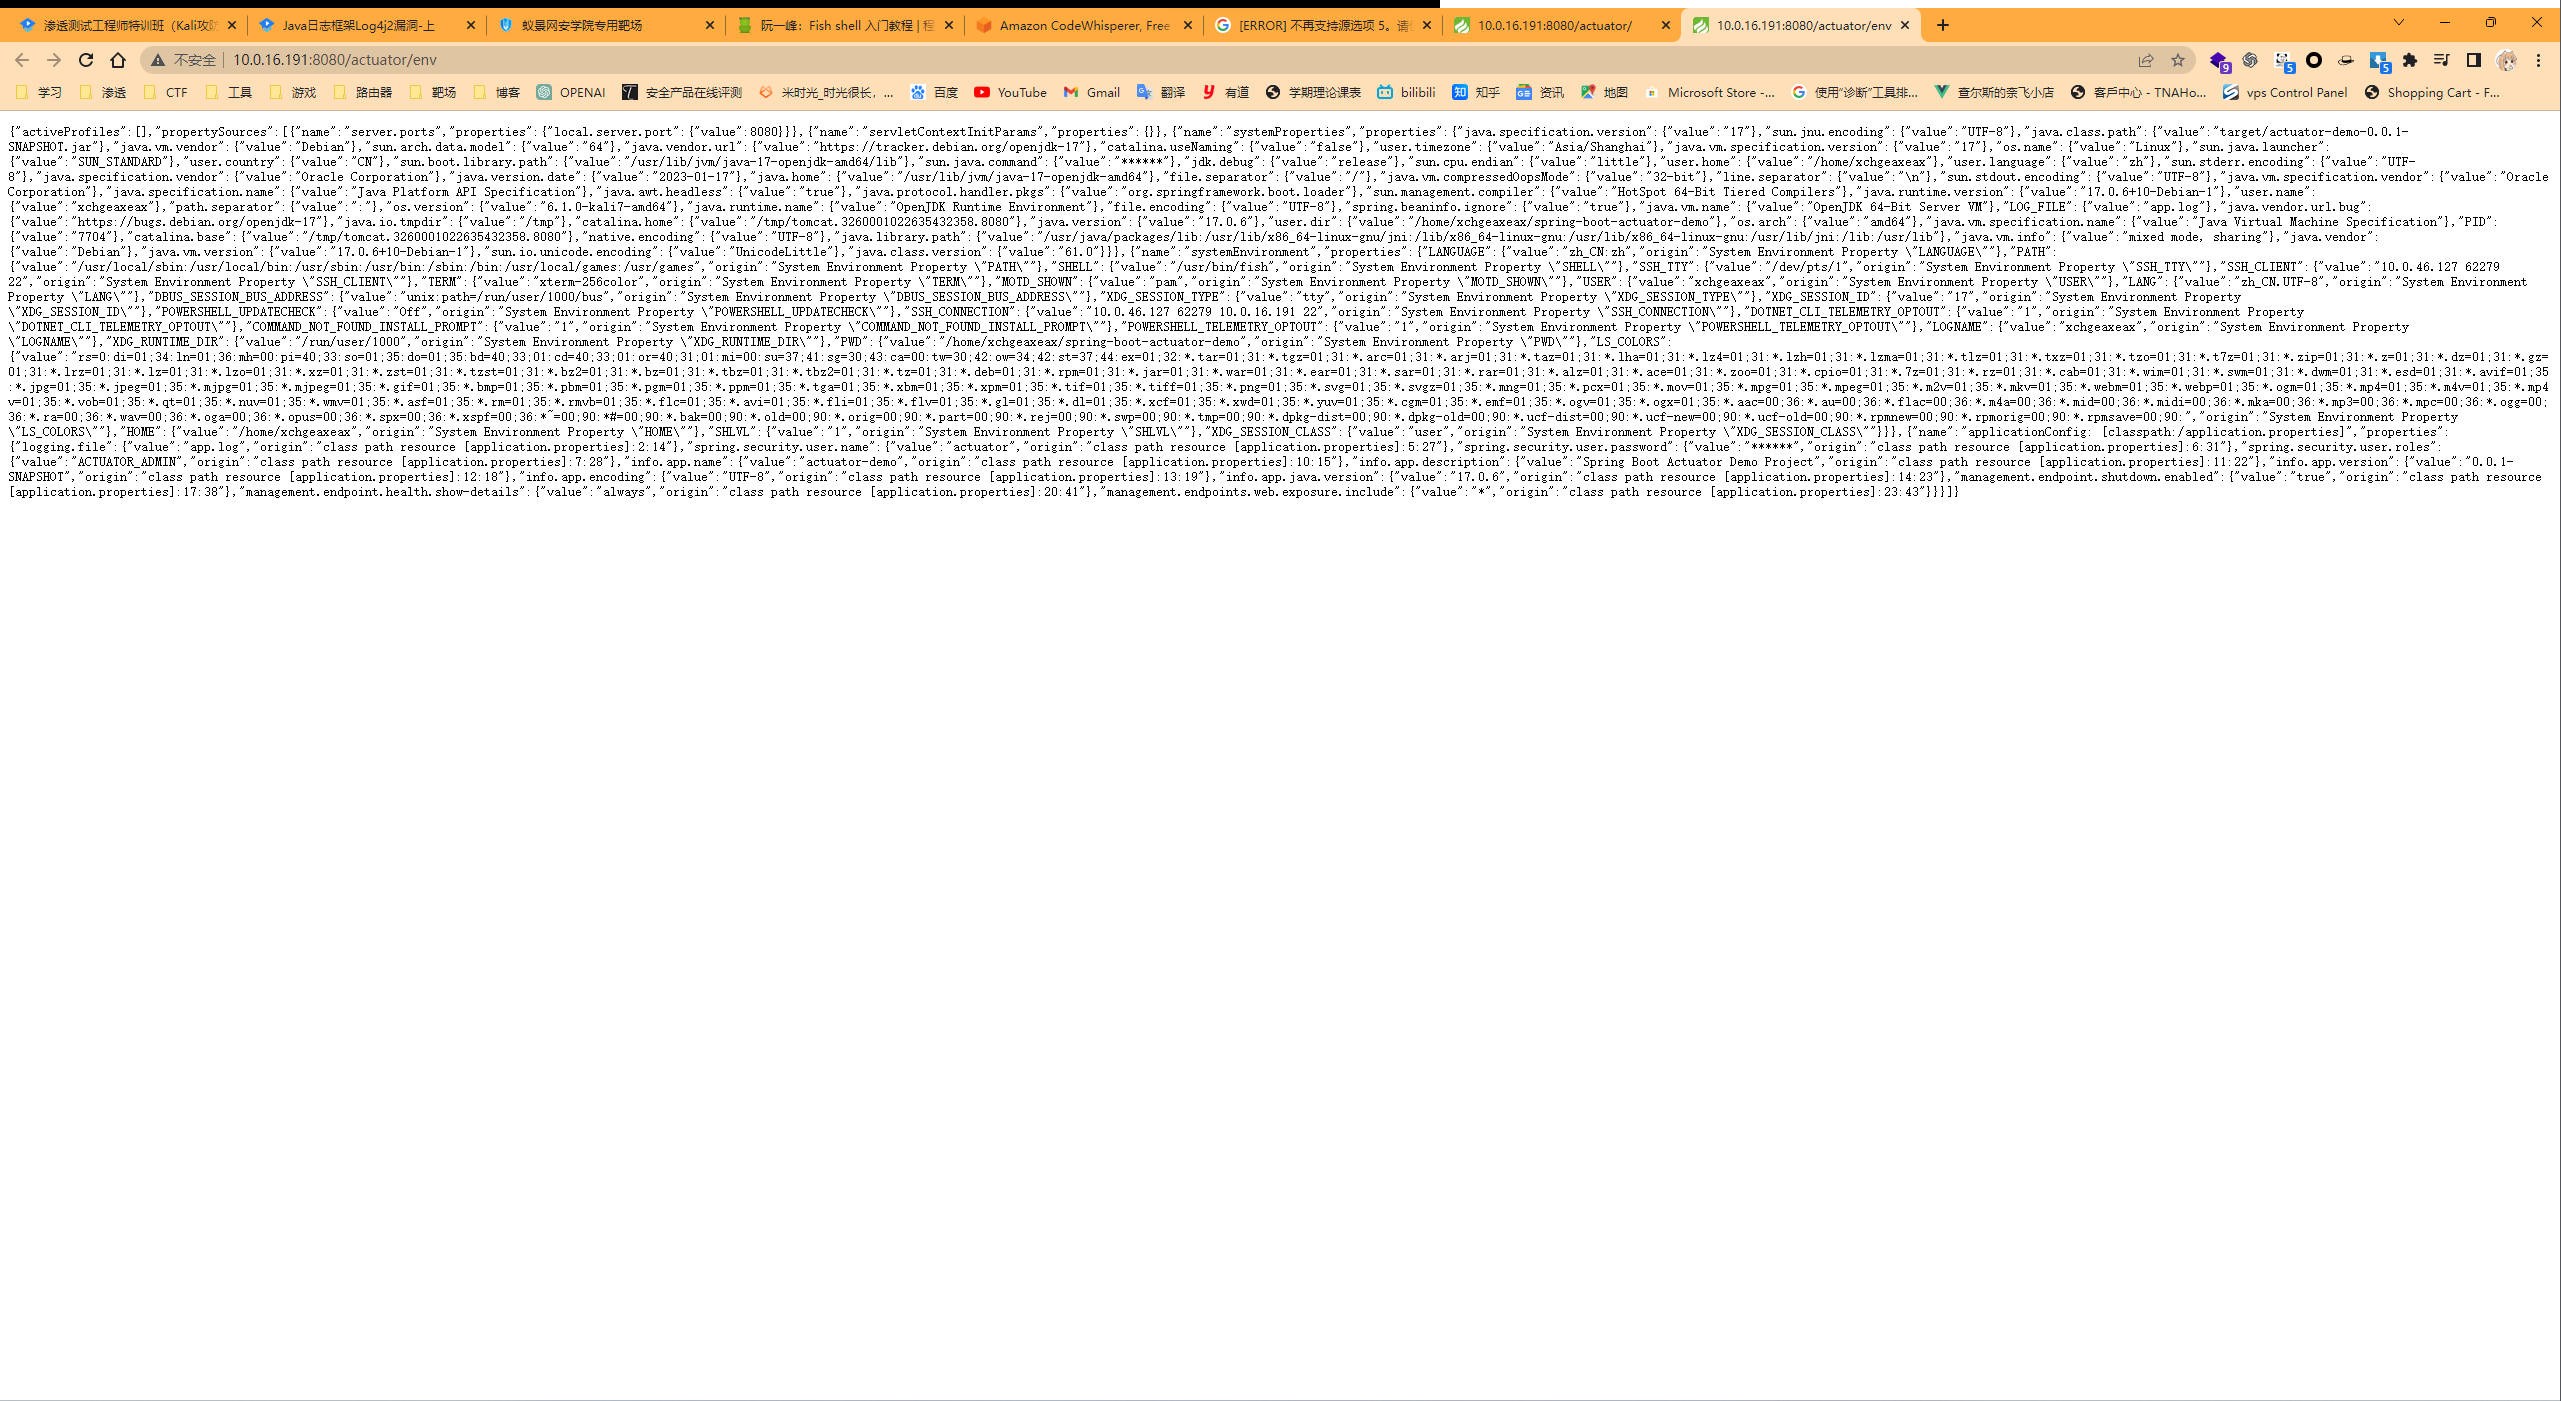 渗透测试工程师特训班（Kali攻防
Java日志框架Log4j2漏洞-上
蚁景网安学院专用靶场
阮一峰：Fish shell 入门教程 | 程
Amazon CodeWhisperer, Free
[ERROR] 不再支持源选项 5。请使
10.0.16.191:8080/actuator/
10.0.16.191:8080/actuator/env
不安全
10.0.16.191:8080/actuator/env
9
5
5
学习
渗透
CTF
工具
游戏
路由器
靶场
博客
OPENAI
安全产品在线评测
米时光_时光很长，...
百度
YouTube
Gmail
翻译
有道
学期理论课表
bilibili
知乎
资讯
地图
Microsoft Store -...
使用“诊断”工具排...
查尔斯的奈飞小店
客戶中心 - TNAHo...
vps Control Panel
Shopping Cart - F...
{"activeProfiles":[],"propertySources":[{"name":"server.ports","properties":{"local.server.port":{"value":8080}}},{"name":"servletContextInitParams","properties":{}},{"name":"systemProperties","properties":{"java.specification.version":{"value":"17"},"sun.jnu.encoding":{"value":"UTF-8"},"java.class.path":{"value":"target/actuator-demo-0.0.1-
SNAPSHOT.jar"},"java.vm.vendor":{"value":"Debian"},"sun.arch.data.model":{"value":"64"},"java.vendor.url":{"value":"https://tracker.debian.org/openjdk-17"},"catalina.useNaming":{"value":"false"},"user.timezone":{"value":"Asia/Shanghai"},"java.vm.specification.version":{"value":"17"},"os.name":{"value":"Linux"},"sun.java.launcher":
{"value":"SUN_STANDARD"},"user.country":{"value":"CN"},"sun.boot.library.path":{"value":"/usr/lib/jvm/java-17-openjdk-amd64/lib"},"sun.java.command":{"value":"******"},"jdk.debug":{"value":"release"},"sun.cpu.endian":{"value":"little"},"user.home":{"value":"/home/xchgeaxeax"},"user.language":{"value":"zh"},"sun.stderr.encoding":{"value":"UTF-
8"},"java.specification.vendor":{"value":"Oracle Corporation"},"java.version.date":{"value":"2023-01-17"},"java.home":{"value":"/usr/lib/jvm/java-17-openjdk-amd64"},"file.separator":{"value":"/"},"java.vm.compressedOopsMode":{"value":"32-bit"},"line.separator":{"value":"\n"},"sun.stdout.encoding":{"value":"UTF-8"},"java.vm.specification.vendor":{"value":"Oracle
Corporation"},"java.specification.name":{"value":"Java Platform API Specification"},"java.awt.headless":{"value":"true"},"java.protocol.handler.pkgs":{"value":"org.springframework.boot.loader"},"sun.management.compiler":{"value":"HotSpot 64-Bit Tiered Compilers"},"java.runtime.version":{"value":"17.0.6+10-Debian-1"},"user.name":
{"value":"xchgeaxeax"},"path.separator":{"value":":"},"os.version":{"value":"6.1.0-kali7-amd64"},"java.runtime.name":{"value":"OpenJDK Runtime Environment"},"file.encoding":{"value":"UTF-8"},"spring.beaninfo.ignore":{"value":"true"},"java.vm.name":{"value":"OpenJDK 64-Bit Server VM"},"LOG_FILE":{"value":"app.log"},"java.vendor.url.bug":
{"value":"https://bugs.debian.org/openjdk-17"},"java.io.tmpdir":{"value":"/tmp"},"catalina.home":{"value":"/tmp/tomcat.3260001022635432358.8080"},"java.version":{"value":"17.0.6"},"user.dir":{"value":"/home/xchgeaxeax/spring-boot-actuator-demo"},"os.arch":{"value":"amd64"},"java.vm.specification.name":{"value":"Java Virtual Machine Specification"},"PID":
{"value":"7704"},"catalina.base":{"value":"/tmp/tomcat.3260001022635432358.8080"},"native.encoding":{"value":"UTF-8"},"java.library.path":{"value":"/usr/java/packages/lib:/usr/lib/x86_64-linux-gnu/jni:/lib/x86_64-linux-gnu:/usr/lib/x86_64-linux-gnu:/usr/lib/jni:/lib:/usr/lib"},"java.vm.info":{"value":"mixed mode, sharing"},"java.vendor":
{"value":"Debian"},"java.vm.version":{"value":"17.0.6+10-Debian-1"},"sun.io.unicode.encoding":{"value":"UnicodeLittle"},"java.class.version":{"value":"61.0"}}},{"name":"systemEnvironment","properties":{"LANGUAGE":{"value":"zh_CN:zh","origin":"System Environment Property \"LANGUAGE\""},"PATH":
{"value":"/usr/local/sbin:/usr/local/bin:/usr/sbin:/usr/bin:/sbin:/bin:/usr/local/games:/usr/games","origin":"System Environment Property \"PATH\""},"SHELL":{"value":"/usr/bin/fish","origin":"System Environment Property \"SHELL\""},"SSH_TTY":{"value":"/dev/pts/1","origin":"System Environment Property \"SSH_TTY\""},"SSH_CLIENT":{"value":"10.0.46.127 62279
22","origin":"System Environment Property \"SSH_CLIENT\""},"TERM":{"value":"xterm-256color","origin":"System Environment Property \"TERM\""},"MOTD_SHOWN":{"value":"pam","origin":"System Environment Property \"MOTD_SHOWN\""},"USER":{"value":"xchgeaxeax","origin":"System Environment Property \"USER\""},"LANG":{"value":"zh_CN.UTF-8","origin":"System Environment
Property \"LANG\""},"DBUS_SESSION_BUS_ADDRESS":{"value":"unix:path=/run/user/1000/bus","origin":"System Environment Property \"DBUS_SESSION_BUS_ADDRESS\""},"XDG_SESSION_TYPE":{"value":"tty","origin":"System Environment Property \"XDG_SESSION_TYPE\""},"XDG_SESSION_ID":{"value":"17","origin":"System Environment Property
\"XDG_SESSION_ID\""},"POWERSHELL_UPDATECHECK":{"value":"Off","origin":"System Environment Property \"POWERSHELL_UPDATECHECK\""},"SSH_CONNECTION":{"value":"10.0.46.127 62279 10.0.16.191 22","origin":"System Environment Property \"SSH_CONNECTION\""},"DOTNET_CLI_TELEMETRY_OPTOUT":{"value":"1","origin":"System Environment Property
\"DOTNET_CLI_TELEMETRY_OPTOUT\""},"COMMAND_NOT_FOUND_INSTALL_PROMPT":{"value":"1","origin":"System Environment Property \"COMMAND_NOT_FOUND_INSTALL_PROMPT\""},"POWERSHELL_TELEMETRY_OPTOUT":{"value":"1","origin":"System Environment Property \"POWERSHELL_TELEMETRY_OPTOUT\""},"LOGNAME":{"value":"xchgeaxeax","origin":"System Environment Property
\"LOGNAME\""},"XDG_RUNTIME_DIR":{"value":"/run/user/1000","origin":"System Environment Property \"XDG_RUNTIME_DIR\""},"PWD":{"value":"/home/xchgeaxeax/spring-boot-actuator-demo","origin":"System Environment Property \"PWD\""},"LS_COLORS":
{"value":"rs=0:di=01;34:ln=01;36:mh=00:pi=40;33:so=01;35:do=01;35:bd=40;33;01:cd=40;33;01:or=40;31;01:mi=00:su=37;41:sg=30;43:ca=00:tw=30;42:ow=34;42:st=37;44:ex=01;32:*.tar=01;31:*.tgz=01;31:*.arc=01;31:*.arj=01;31:*.taz=01;31:*.lha=01;31:*.lz4=01;31:*.lzh=01;31:*.lzma=01;31:*.tlz=01;31:*.txz=01;31:*.tzo=01;31:*.t7z=01;31:*.zip=01;31:*.z=01;31:*.dz=01;31:*.gz=
01;31:*.lrz=01;31:*.lz=01;31:*.lzo=01;31:*.xz=01;31:*.zst=01;31:*.tzst=01;31:*.bz2=01;31:*.bz=01;31:*.tbz=01;31:*.tbz2=01;31:*.tz=01;31:*.deb=01;31:*.rpm=01;31:*.jar=01;31:*.war=01;31:*.ear=01;31:*.sar=01;31:*.rar=01;31:*.alz=01;31:*.ace=01;31:*.zoo=01;31:*.cpio=01;31:*.7z=01;31:*.rz=01;31:*.cab=01;31:*.wim=01;31:*.swm=01;31:*.dwm=01;31:*.esd=01;31:*.avif=01;35
:*.jpg=01;35:*.jpeg=01;35:*.mjpg=01;35:*.mjpeg=01;35:*.gif=01;35:*.bmp=01;35:*.pbm=01;35:*.pgm=01;35:*.ppm=01;35:*.tga=01;35:*.xbm=01;35:*.xpm=01;35:*.tif=01;35:*.tiff=01;35:*.png=01;35:*.svg=01;35:*.svgz=01;35:*.mng=01;35:*.pcx=01;35:*.mov=01;35:*.mpg=01;35:*.mpeg=01;35:*.m2v=01;35:*.mkv=01;35:*.webm=01;35:*.webp=01;35:*.ogm=01;35:*.mp4=01;35:*.m4v=01;35:*.mp4
v=01;35:*.vob=01;35:*.qt=01;35:*.nuv=01;35:*.wmv=01;35:*.asf=01;35:*.rm=01;35:*.rmvb=01;35:*.flc=01;35:*.avi=01;35:*.fli=01;35:*.flv=01;35:*.gl=01;35:*.dl=01;35:*.xcf=01;35:*.xwd=01;35:*.yuv=01;35:*.cgm=01;35:*.emf=01;35:*.ogv=01;35:*.ogx=01;35:*.aac=00;36:*.au=00;36:*.flac=00;36:*.m4a=00;36:*.mid=00;36:*.midi=00;36:*.mka=00;36:*.mp3=00;36:*.mpc=00;36:*.ogg=00;
36:*.ra=00;36:*.wav=00;36:*.oga=00;36:*.opus=00;36:*.spx=00;36:*.xspf=00;36:*~=00;90:*#=00;90:*.bak=00;90:*.old=00;90:*.orig=00;90:*.part=00;90:*.rej=00;90:*.swp=00;90:*.tmp=00;90:*.dpkg-dist=00;90:*.dpkg-old=00;90:*.ucf-dist=00;90:*.ucf-new=00;90:*.ucf-old=00;90:*.rpmnew=00;90:*.rpmorig=00;90:*.rpmsave=00;90:","origin":"System Environment Property
\"LS_COLORS\""},"HOME":{"value":"/home/xchgeaxeax","origin":"System Environment Property \"HOME\""},"SHLVL":{"value":"1","origin":"System Environment Property \"SHLVL\""},"XDG_SESSION_CLASS":{"value":"user","origin":"System Environment Property \"XDG_SESSION_CLASS\""}}},{"name":"applicationConfig: [classpath:/application.properties]","properties":
{"logging.file":{"value":"app.log","origin":"class path resource [application.properties]:2:14"},"spring.security.user.name":{"value":"actuator","origin":"class path resource [application.properties]:5:27"},"spring.security.user.password":{"value":"******","origin":"class path resource [application.properties]:6:31"},"spring.security.user.roles":
{"value":"ACTUATOR_ADMIN","origin":"class path resource [application.properties]:7:28"},"info.app.name":{"value":"actuator-demo","origin":"class path resource [application.properties]:10:15"},"info.app.description":{"value":"Spring Boot Actuator Demo Project","origin":"class path resource [application.properties]:11:22"},"info.app.version":{"value":"0.0.1-
SNAPSHOT","origin":"class path resource [application.properties]:12:18"},"info.app.encoding":{"value":"UTF-8","origin":"class path resource [application.properties]:13:19"},"info.app.java.version":{"value":"17.0.6","origin":"class path resource [application.properties]:14:23"},"management.endpoint.shutdown.enabled":{"value":"true","origin":"class path resource
[application.properties]:17:38"},"management.endpoint.health.show-details":{"value":"always","origin":"class path resource [application.properties]:20:41"},"management.endpoints.web.exposure.include":{"value":"*","origin":"class path resource [application.properties]:23:43"}}}]}